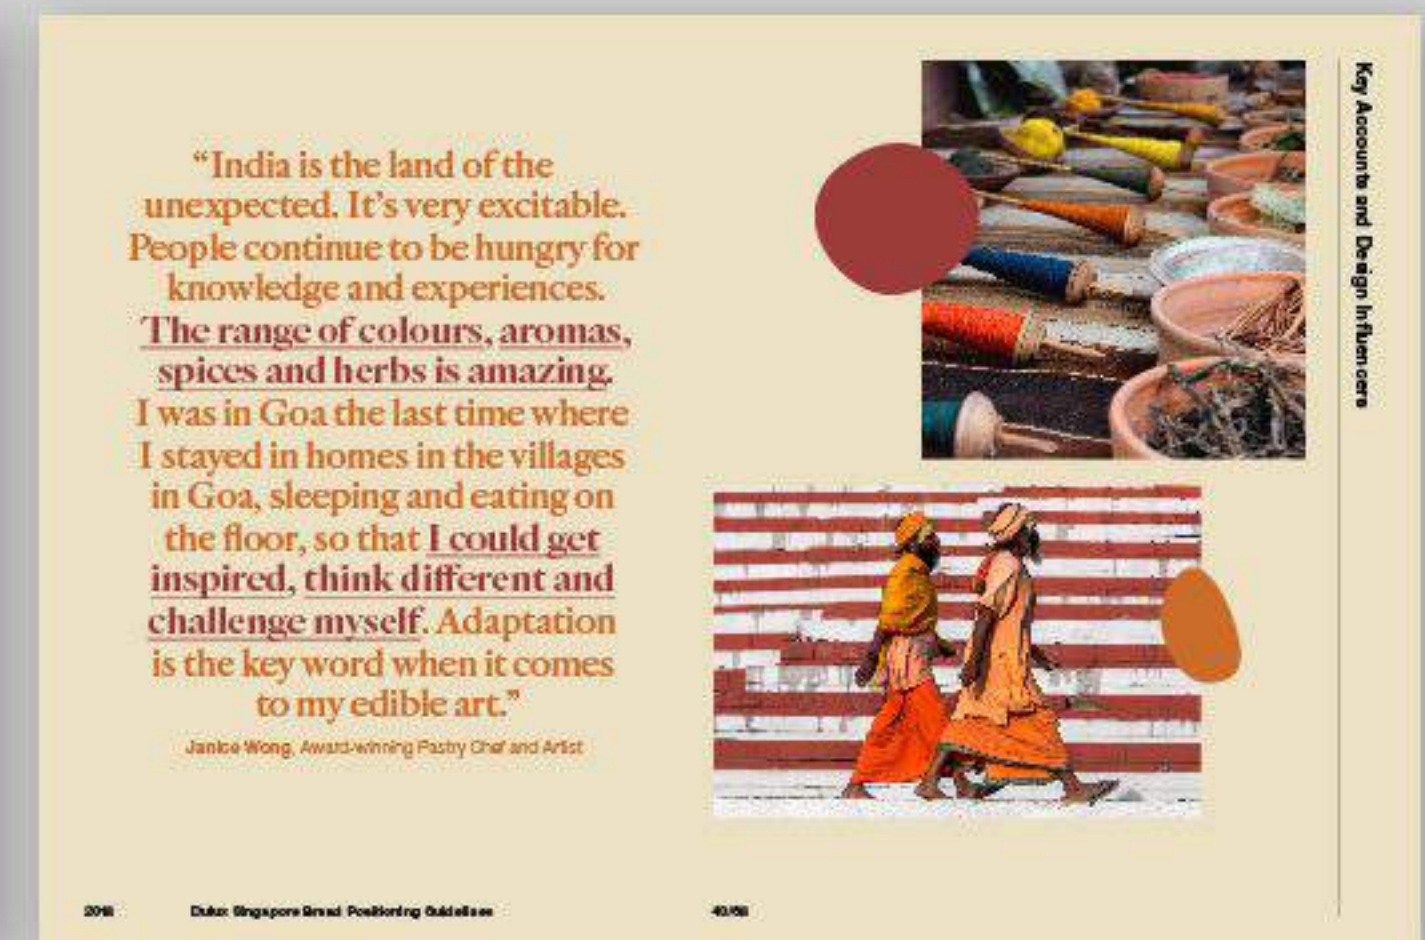 “India is the land of the
unexpected. It’s very excitable.
People continue to be hungry for
knowledge and experiences.
The range of colours, aromas,
spices and herbs is amazing.
I was in Goa the last time where
I stayed in homes in the villages
in Goa, sleeping and eating on
the floor, so that I could get
inspired, think different and
challenge myself. Adaptation
is the key word when it comes
to my edible art.”
Janice Wong, Award-winning Pastry Chef and Artist
Key Accounts and Design Influencers
Dulux Singapore Brand Positioning Guidelines